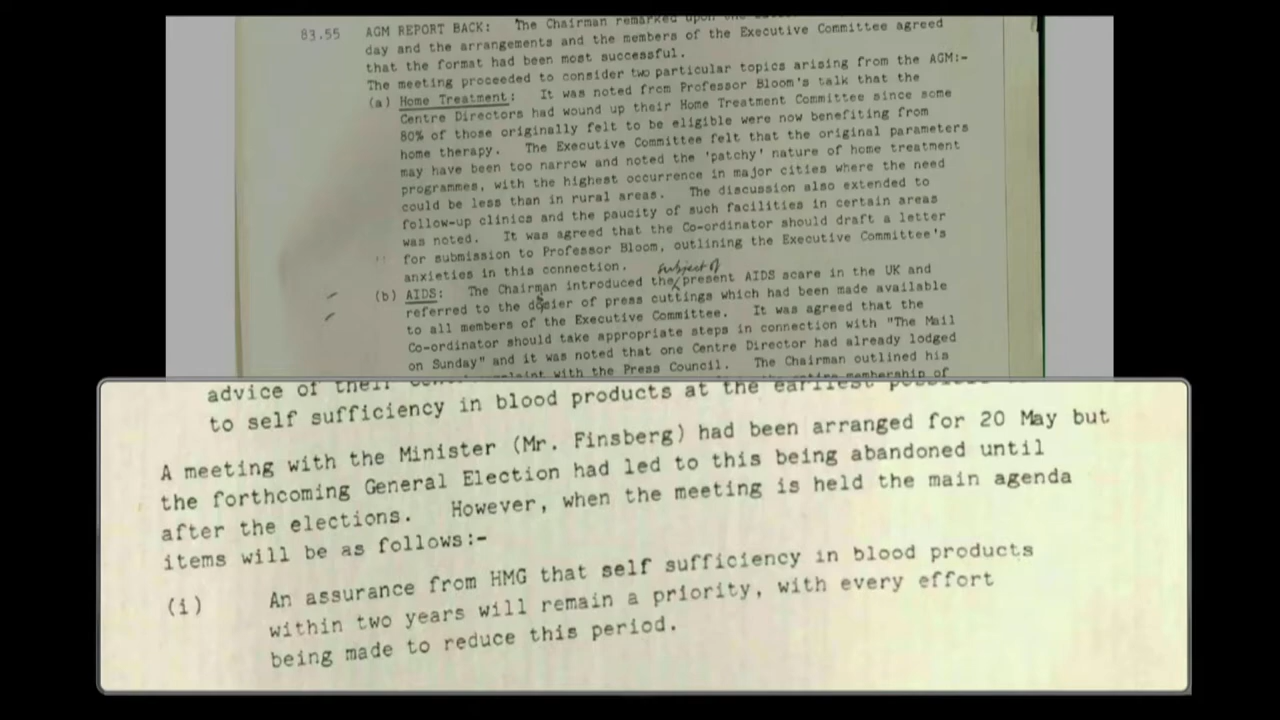 83.55 AGM REPORT BACK: The Chairman remarked upon the
day and the arrangements and the members of the Executive Committee agreed
that the format had been most successful.
The meeting proceeded to consider two particular topics arising from the AGM:-
(a) Home Treatment: It was noted from Professor Bloom's talk that the
Centre Directors had wound up their Home Treatment Committee since some
80% of those originally felt to be eligible were now benefiting from
home therapy. The Executive Committee felt that the original parameters
may have been too narrow and noted the 'patchy' nature of home treatment
programmes, with the highest occurrence in major cities where the need
could be less than in rural areas. The discussion also extended to
follow-up clinics and the paucity of such facilities in certain areas
was noted. It was agreed that the Co-ordinator should draft a letter
for submission to Professor Bloom, outlining the Executive Committee's
anxieties in this connection.
subject of
(b) AIDS: The Chairman introduced the present AIDS scare in the UK and
referred to the dosier of press cuttings which had been made available
to all members of the Executive Committee. It was agreed that the
Co-ordinator should take appropriate steps in connection with "The Mail
on Sunday" and it was noted that one Centre Director had already lodged
complaint with the Press Council. The Chairman outlined his
membership of
advice of their
to self sufficiency in blood products at the earliest
A meeting with the Minister (Mr. Finsberg) had been arranged for 20 May but
the forthcoming General Election had led to this being abandoned until
after the elections. However, when the meeting is held the main agenda
items will be as follows:-
(i) An assurance from HMG that self sufficiency in blood products
within two years will remain a priority, with every effort
being made to reduce this period.